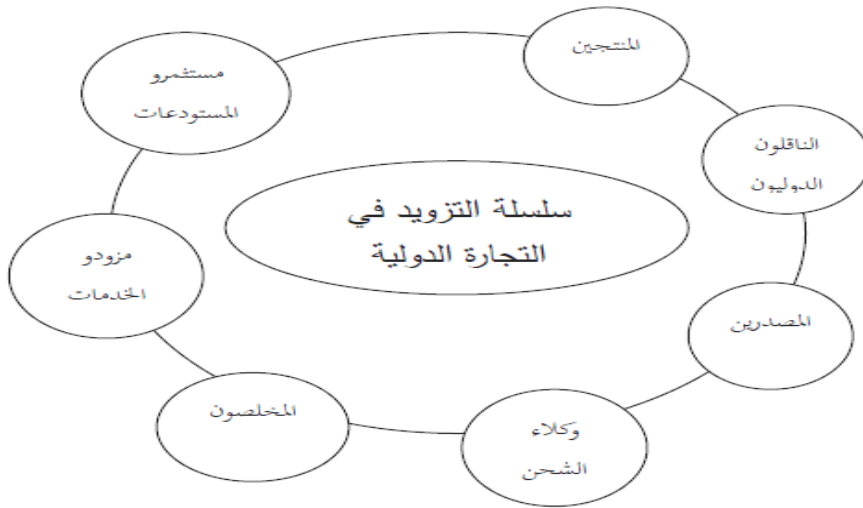 المنتجين
مستثمرو
المستودعات
الناقلون
الدوليون
سلسلة التزويد في
التجارة الدولية
مزودو
الخدمات
المصدرين
المخلصون
وكلاء
الشحن